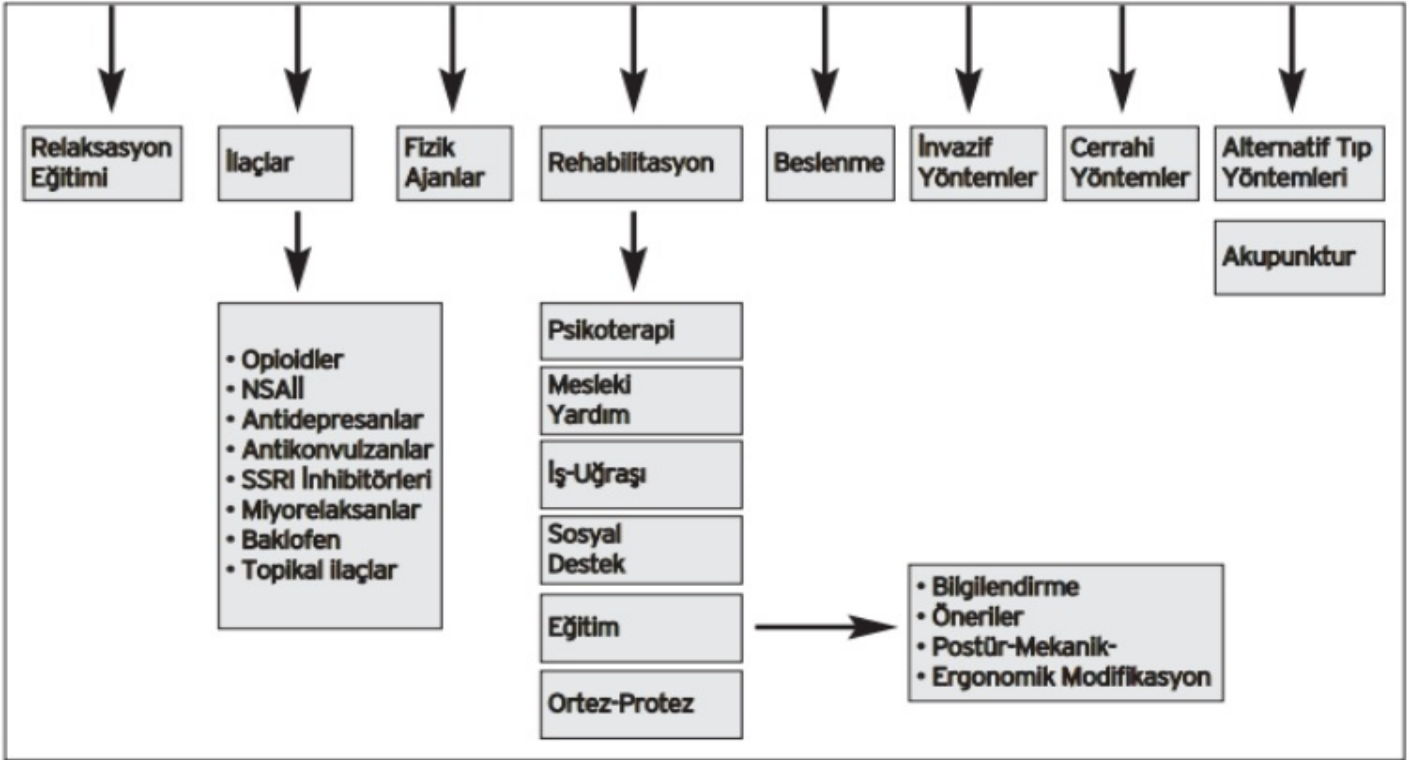 Relaksasyon
Eğitimi
İlaçlar
Fizik
Ajanlar
Rehabilitasyon
Beslenme
İnvazif
Yöntemler
Cerrahi
Yöntemler
Alternatif Tıp
Yöntemleri
Akupunktur
• Opioidler
• NSAİİ
• Antidepresanlar
• Antikonvulzanlar
• SSRI İnhibitörleri
• Miyorelaksanlar
• Baklofen
• Topikal ilaçlar
Psikoterapi
Mesleki
Yardım
İş-Uğraşı
Sosyal
Destek
Eğitim
Ortez-Protez
• Bilgilendirme
• Öneriler
• Postür-Mekanik-
• Ergonomik Modifikasyon